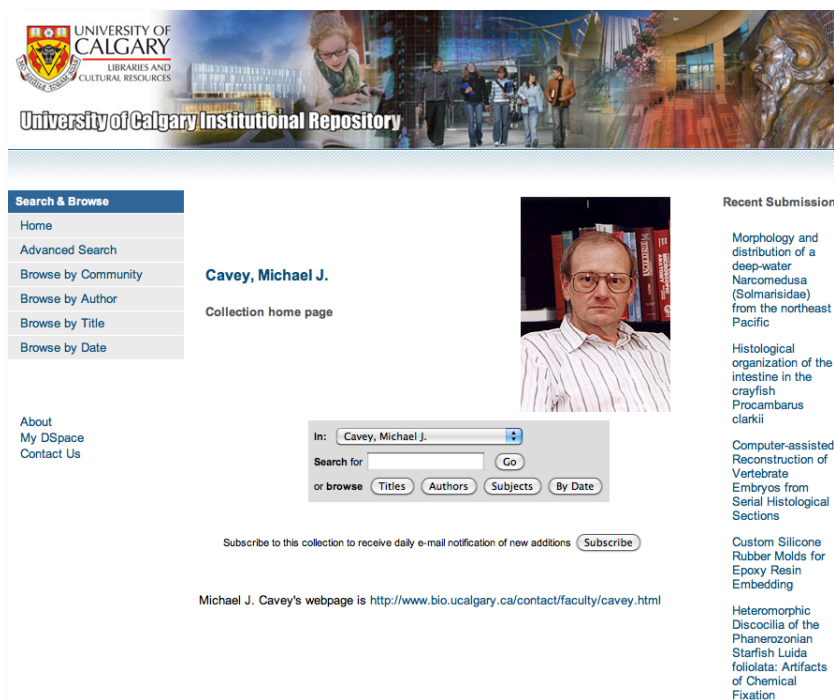 UNIVERSITY OF
CALGARY
LIBRARIES AND
CULTURAL RESOURCES
University of Calgary Institutional Repository
Search & Browse
Home
Advanced Search
Browse by Community
Browse by Author
Browse by Title
Browse by Date
About
My DSpace
Contact Us
Cavey, Michael J.
Collection home page
In: Cavey, Michael J.
Search for Go
or browse Titles Authors Subjects By Date
Subscribe to this collection to receive daily e-mail notification of new additions Subscribe
Michael J. Cavey's webpage is http://www.bio.ucalgary.ca/contact/faculty/cavey.html
Recent Submission
Morphology and
distribution of a
deep-water
Narcomedusa
(Solmarisidae)
from the northeast
Pacific
Histological
organization of the
intestine in the
crayfish
Procambarus
clarkii
Computer-assisted
Reconstruction of
Vertebrate
Embryos from
Serial Histological
Sections
Custom Silicone
Rubber Molds for
Epoxy Resin
Embedding
Heteromorphic
Discocilia of the
Phanerozonian
Starfish Luida
foliolata: Artifacts
of Chemical
Fixation